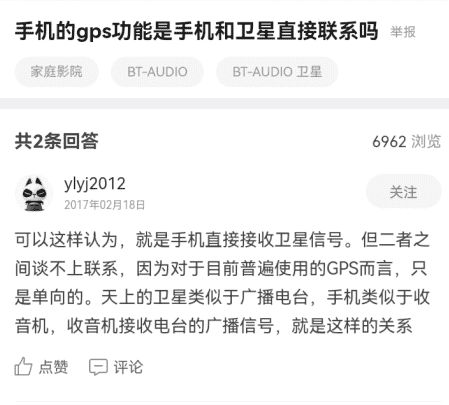 手机的gps功能是手机和卫星直接联系吗 举报
家庭影院 BT-AUDIO BT-AUDIO 卫星
共2条回答 6962 浏览
ylyj2012
2017年02月18日
关注
可以这样认为，就是手机直接接收卫星信号。但二者之
间谈不上联系，因为对于目前普遍使用的GPS而言，只
是单向的。天上的卫星类似于广播电台，手机类似于收
音机，收音机接收电台的广播信号，就是这样的关系
点赞 评论